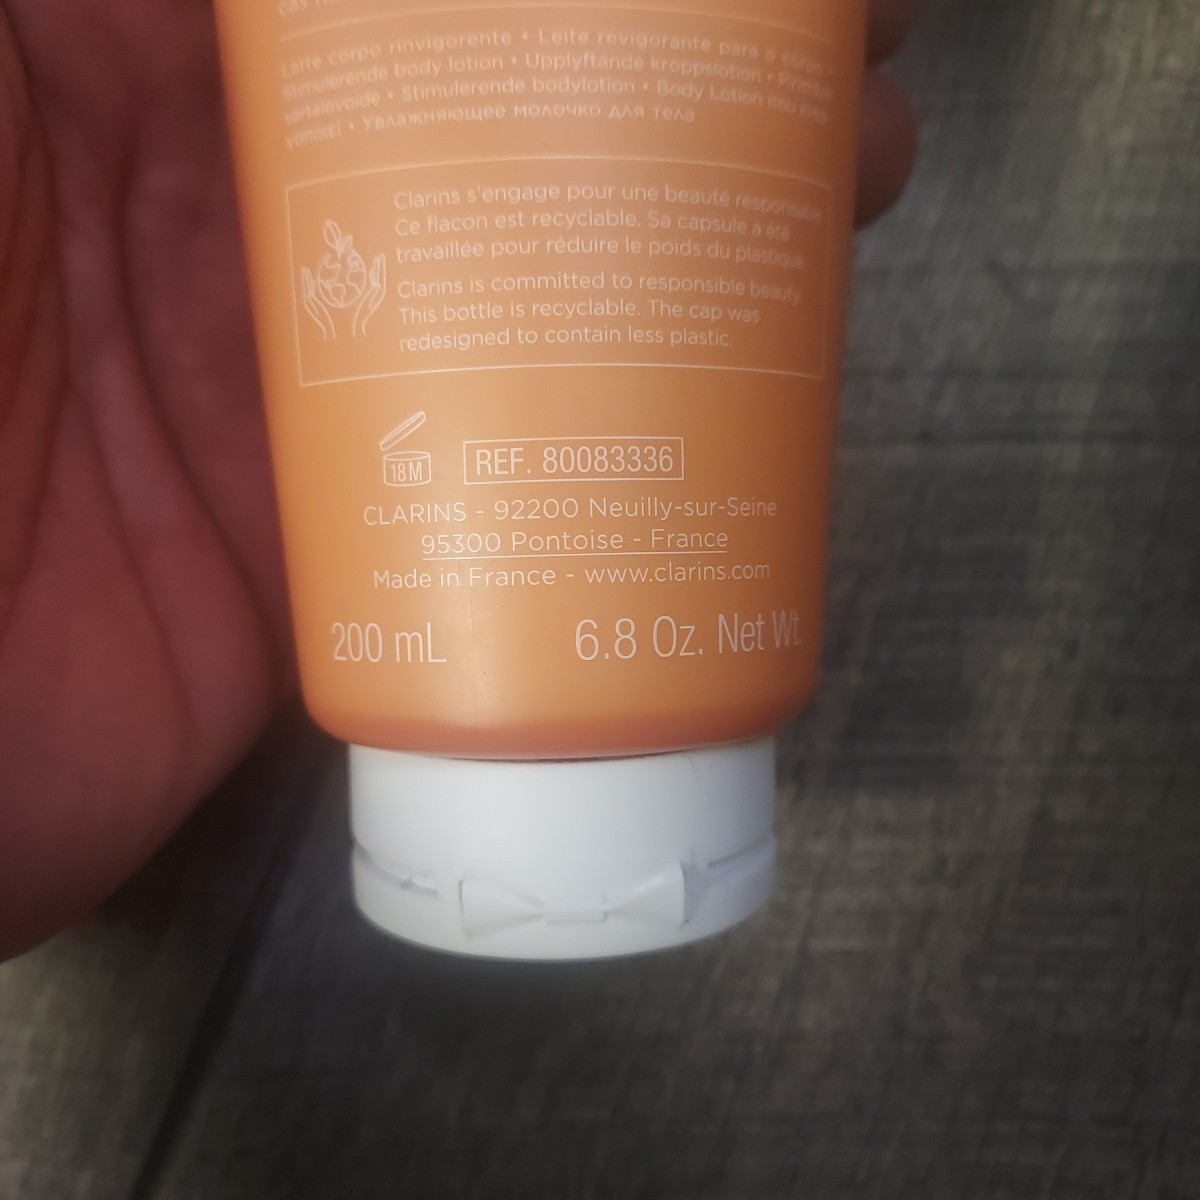 Latte corpo rinvigorente • Leite revigorante para o corpo •
Stimulerende body lotion • Upplyftande kroppslotion • Piristävä
vartalovoide • Stimulerende bodylotion • Body Lotion
Увлажняющее молочко для тела
Clarins s'engage pour une beauté responsable.
Ce flacon est recyclable. Sa capsule a été
travaillée pour réduire le poids du plastique.
Clarins is committed to responsible beauty.
This bottle is recyclable. The cap was
redesigned to contain less plastic.
18M
REF. 80083336
CLARINS - 92200 Neuilly-sur-Seine
95300 Pontoise - France
Made in France - www.clarins.com
200 mL 6.8 Oz. Net Wt.